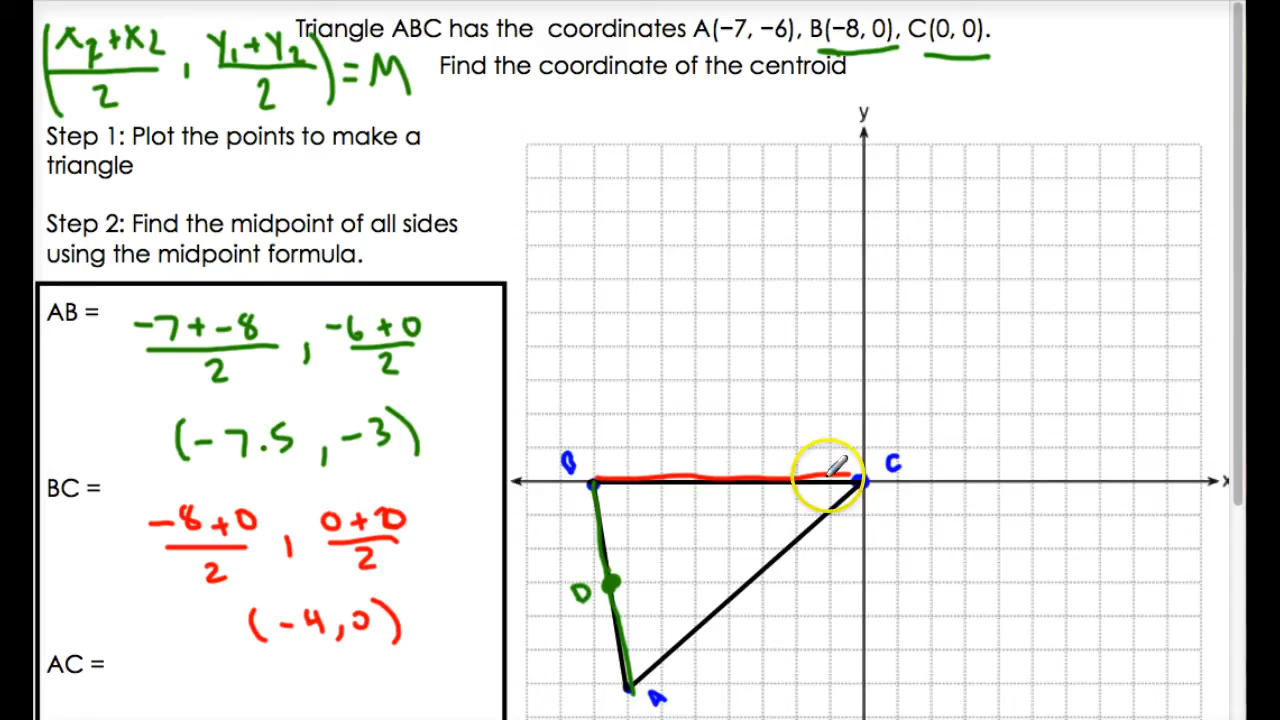 Triangle ABC has the coordinates A(−7, −6), B(−8, 0), C(0, 0).
(x₂+x₂/2 , y₁+y₂/2) = M
Find the coordinate of the centroid
Step 1: Plot the points to make a
triangle
Step 2: Find the midpoint of all sides
using the midpoint formula.
AB = -7+-8/2 , -6+0/2
(-7.5, -3)
BC =
-8+0/2 , 0+0/2
(-4, 0)
AC =
y
x
B
C
D
A